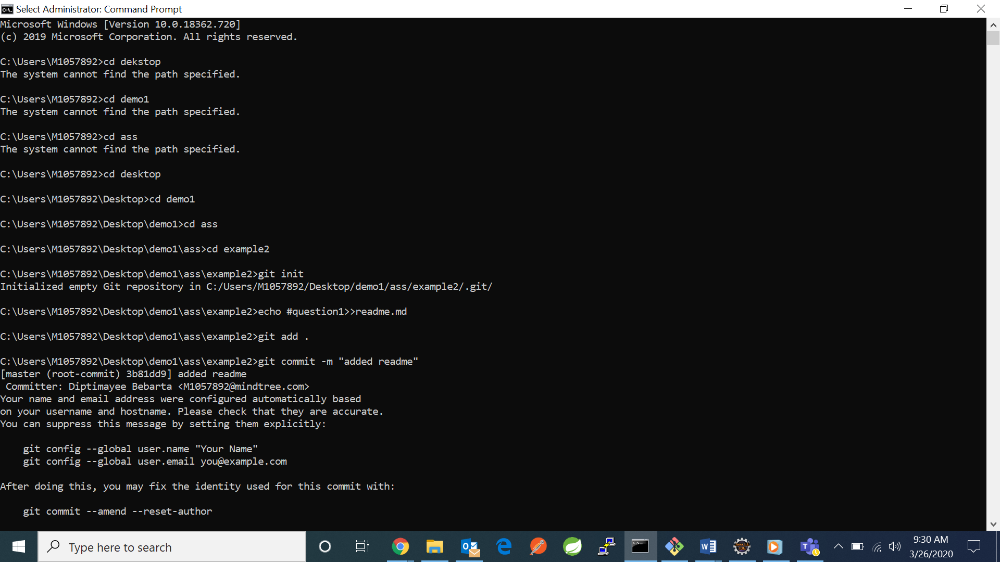 Select Administrator: Command Prompt
Microsoft Windows [Version 10.0.18362.720]
(c) 2019 Microsoft Corporation. All rights reserved.
C:\Users\M1057892>cd dekstop
The system cannot find the path specified.
C:\Users\M1057892>cd demo1
The system cannot find the path specified.
C:\Users\M1057892>cd ass
The system cannot find the path specified.
C:\Users\M1057892>cd desktop
C:\Users\M1057892\Desktop>cd demo1
C:\Users\M1057892\Desktop\demo1>cd ass
C:\Users\M1057892\Desktop\demo1\ass>cd example2
C:\Users\M1057892\Desktop\demo1\ass\example2>git init
Initialized empty Git repository in C:/Users/M1057892/Desktop/demo1/ass/example2/.git/
C:\Users\M1057892\Desktop\demo1\ass\example2>echo #question1>>readme.md
C:\Users\M1057892\Desktop\demo1\ass\example2>git add .
C:\Users\M1057892\Desktop\demo1\ass\example2>git commit -m "added readme"
[master (root-commit) 3b81dd9] added readme
 Committer: Diptimayee Bebarta <M1057892@mindtree.com>
Your name and email address were configured automatically based
on your username and hostname. Please check that they are accurate.
You can suppress this message by setting them explicitly:
    git config --global user.name "Your Name"
    git config --global user.email you@example.com
After doing this, you may fix the identity used for this commit with:
    git commit --amend --reset-author
Type here to search
9:30 AM
3/26/2020